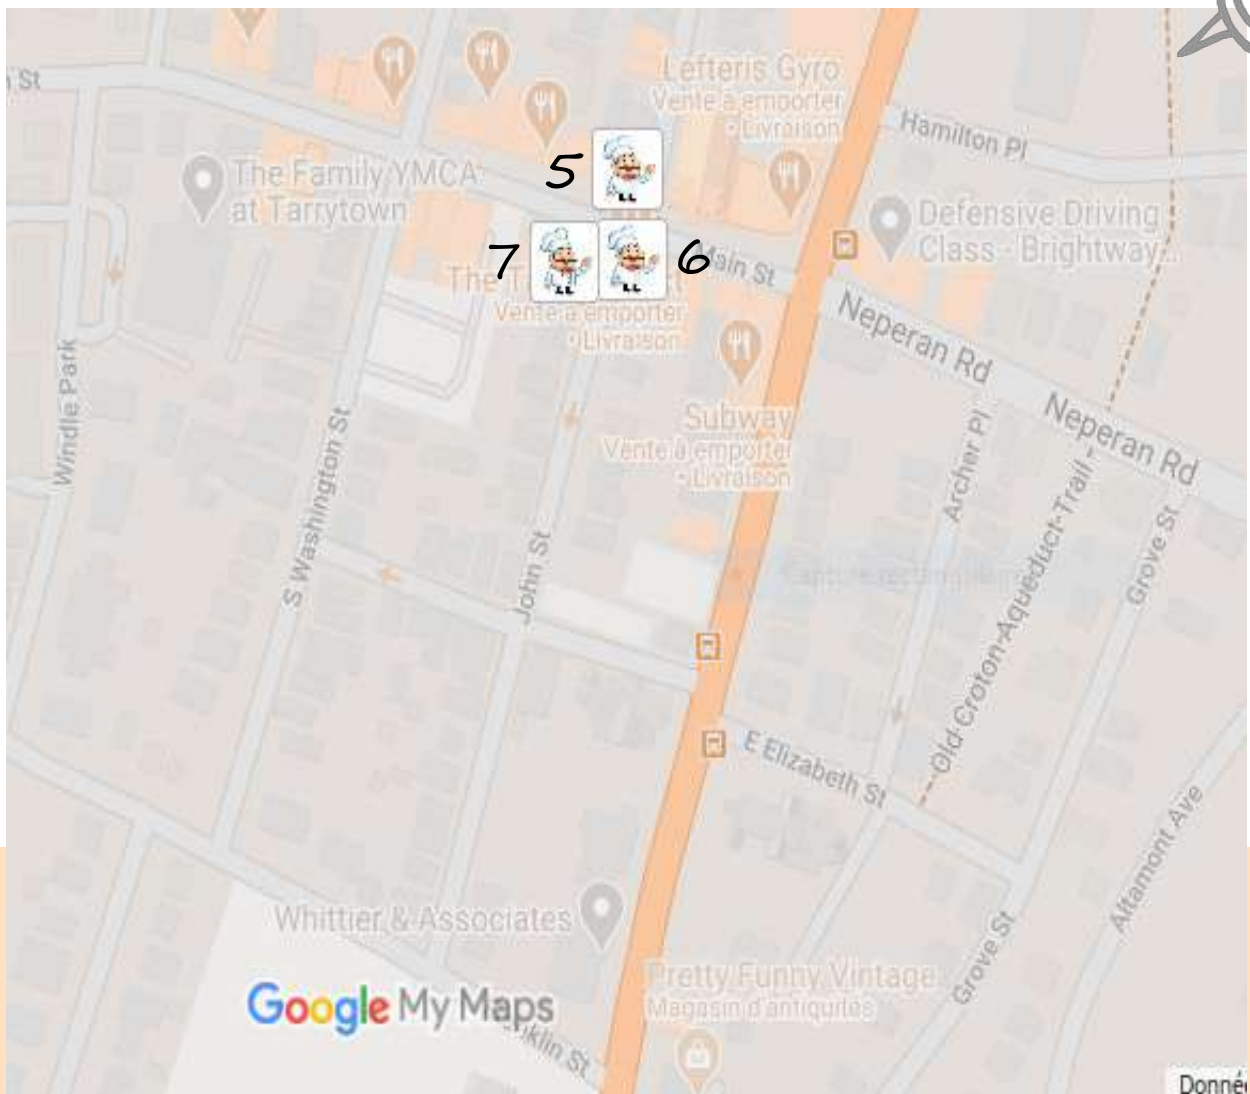 St
Lefteris Gyro
Vente à emporter
• Livraison
Hamilton Pl
The Family YMCA
at Tarrytown
5
Defensive Driving
Class - Brightway...
7
6
Main St
The
Vente à emporter
• Livraison
Neperan Rd
Windle Park
Subway
Vente à emporter
• Livraison
Neperan Rd
Archer Pl
S Washington St
John St
Old Croton Aqueduct Trail
Grove St
E Elizabeth St
Altamont Ave
Whittier & Associates
Grove St
Pretty Funny Vintage
Magasin d'antiquités
Google My Maps
klin St
Donné